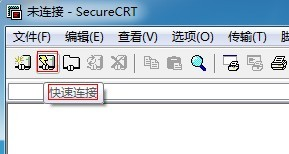 未连接 - SecureCRT
文件(F) 编辑(E) 查看(V) 选项(O) 传输(T)
快速连接